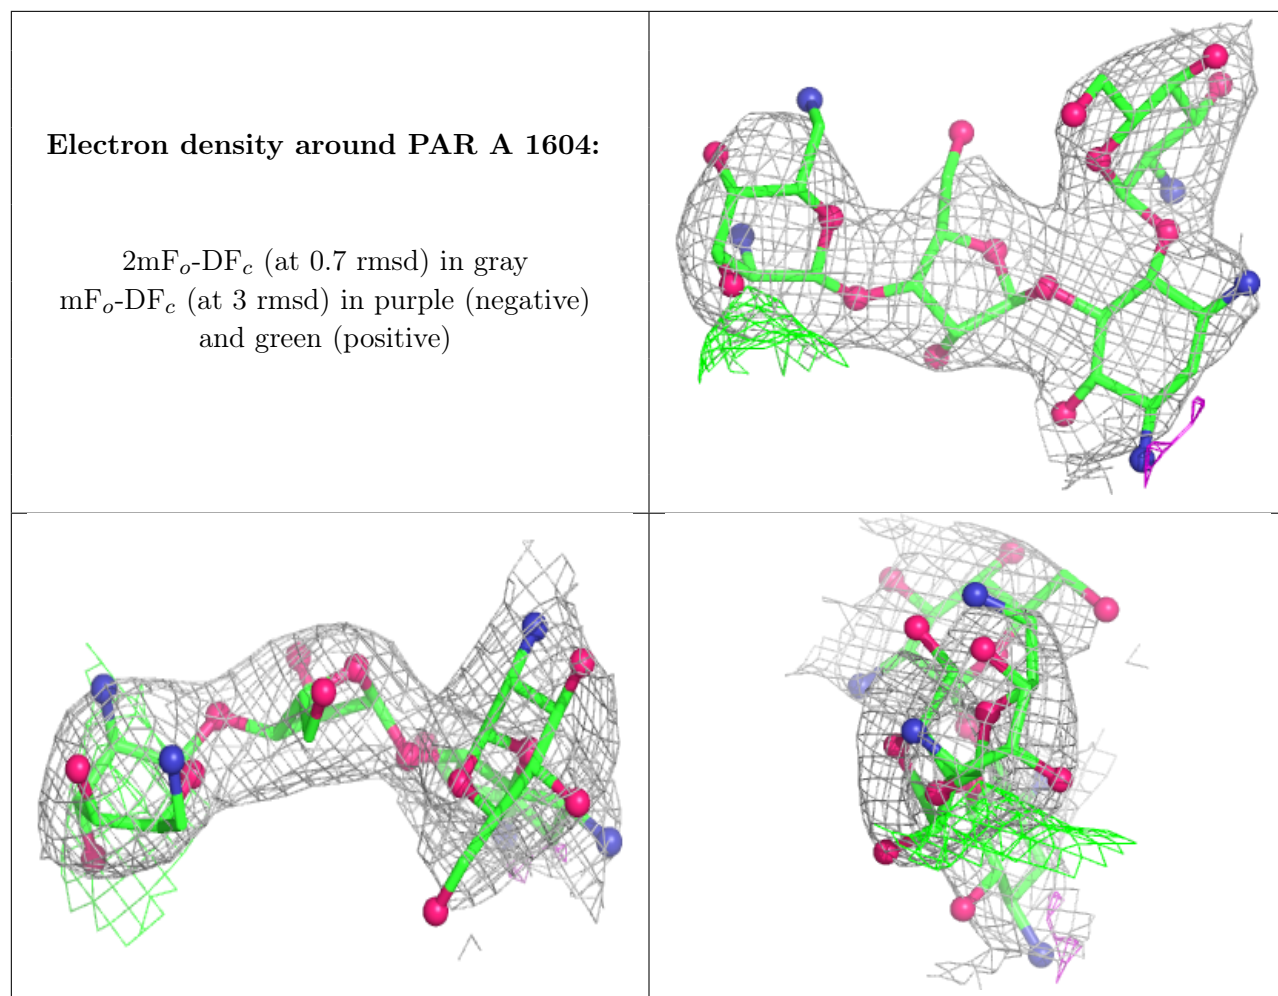 Electron density around PAR A 1604:
2mFo-DFc (at 0.7 rmsd) in gray
mFo-DFc (at 3 rmsd) in purple (negative)
and green (positive)